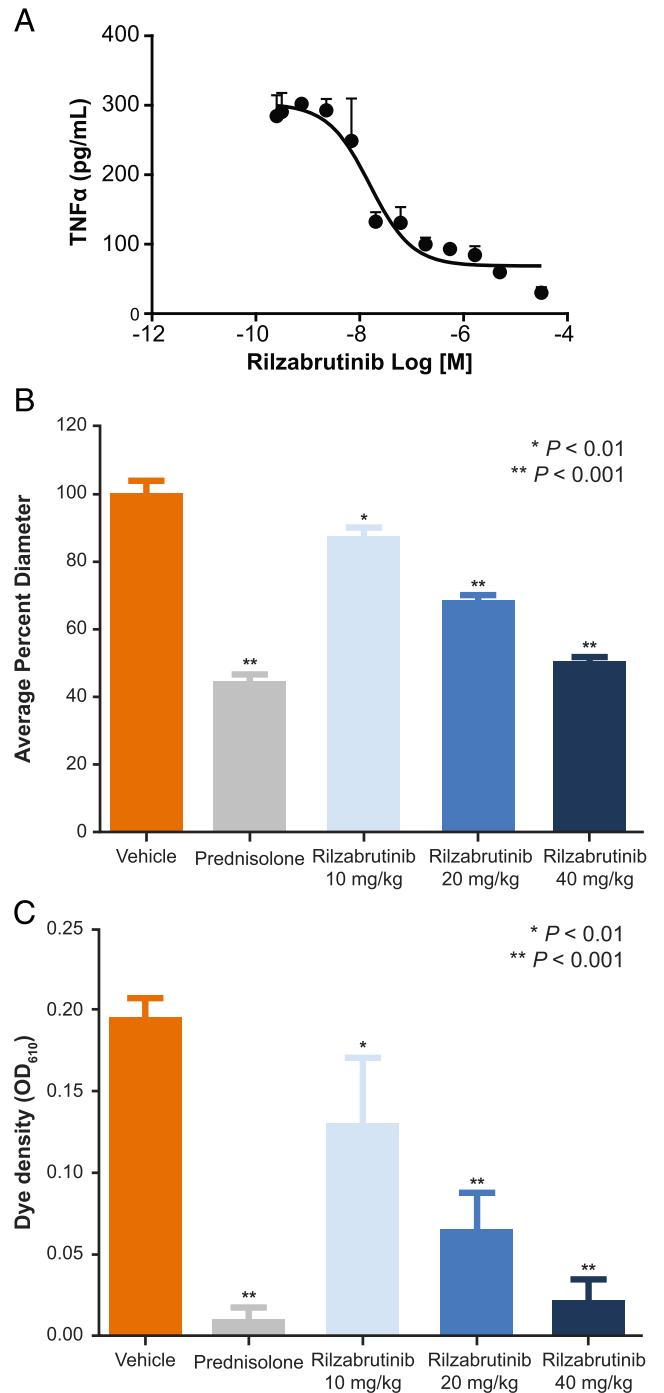 A
400
300
200
100
0
TNFα (pg/mL)
-12
-10
-8
-6
-4
Rilzabrutinib Log [M]
B
120
100
80
60
40
20
0
Average Percent Diameter
* P < 0.01
** P < 0.001
**
*
**
**
Vehicle
Prednisolone
Rilzabrutinib
10 mg/kg
Rilzabrutinib
20 mg/kg
Rilzabrutinib
40 mg/kg
C
0.25
0.20
0.15
0.10
0.05
0.00
Dye density (OD610)
* P < 0.01
** P < 0.001
**
*
**
**
Vehicle
Prednisolone
Rilzabrutinib
10 mg/kg
Rilzabrutinib
20 mg/kg
Rilzabrutinib
40 mg/kg